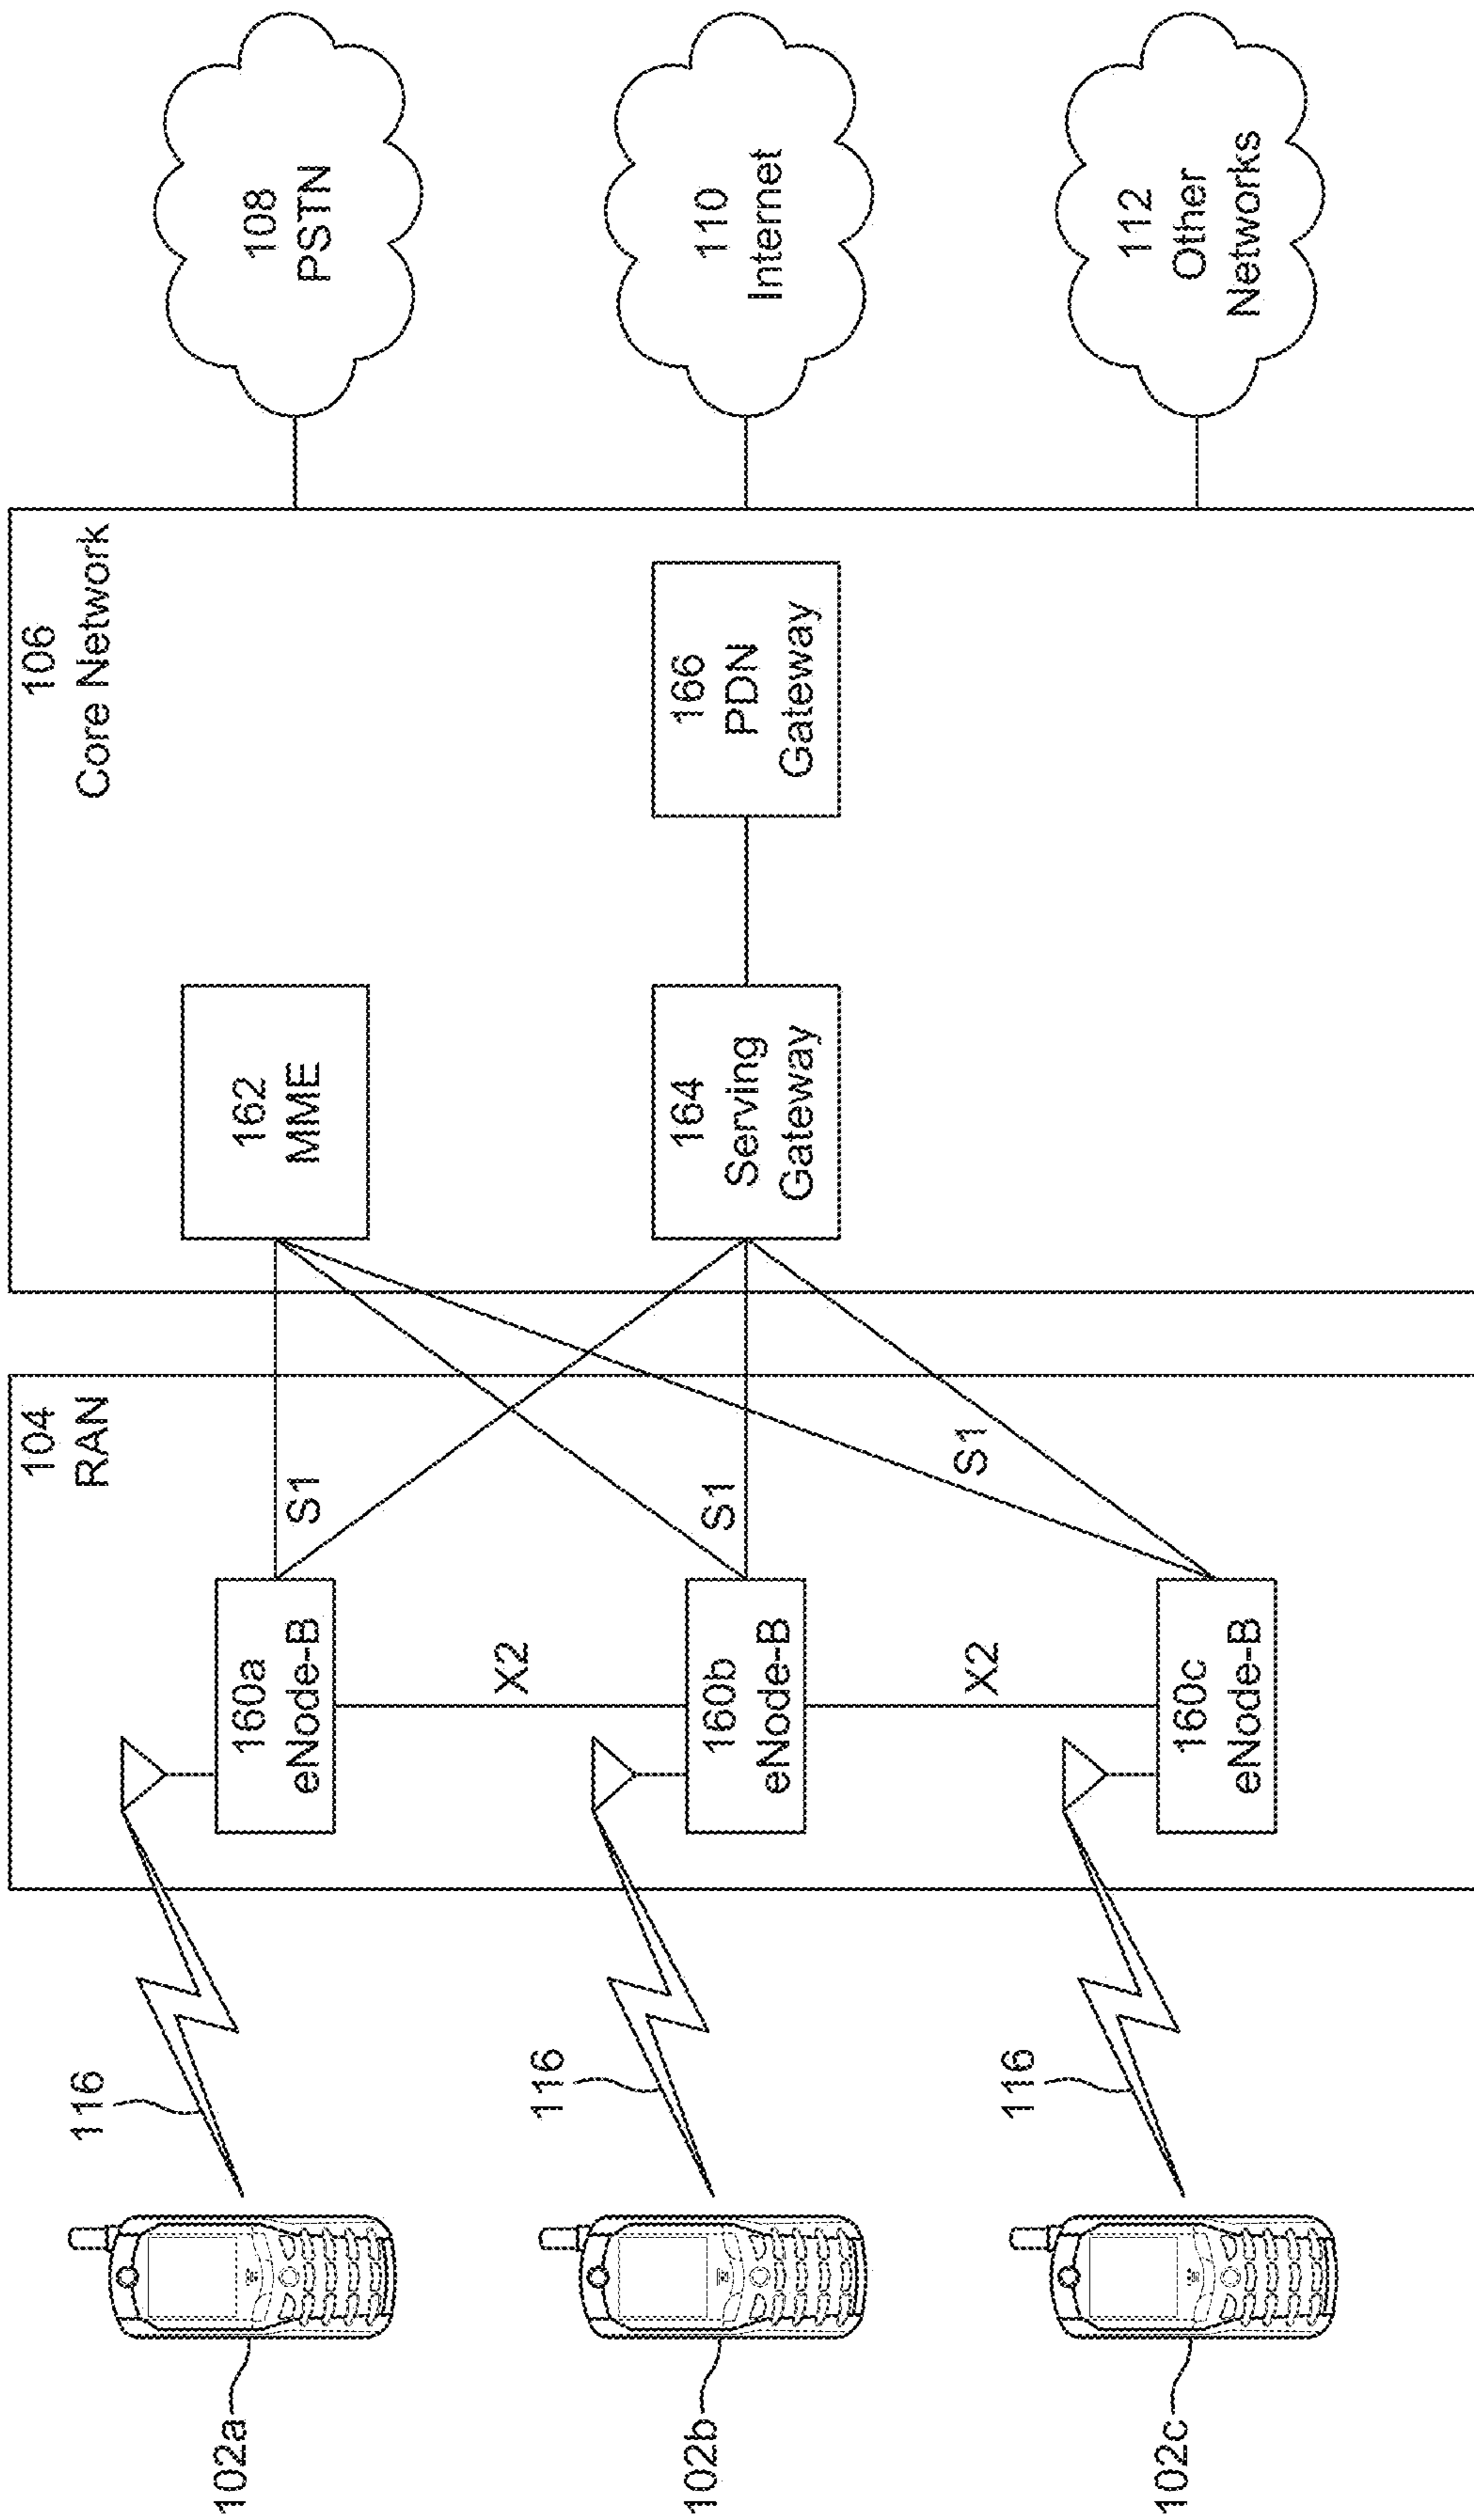 102a
116
160a
eNode-B
104
RAN
S1
X2
102b
116
160b
eNode-B
S1
X2
102c
116
160c
eNode-B
S1
106
Core Network
162
MME
164
Serving
Gateway
166
PDN
Gateway
108
PSTN
110
Internet
112
Other
Networks